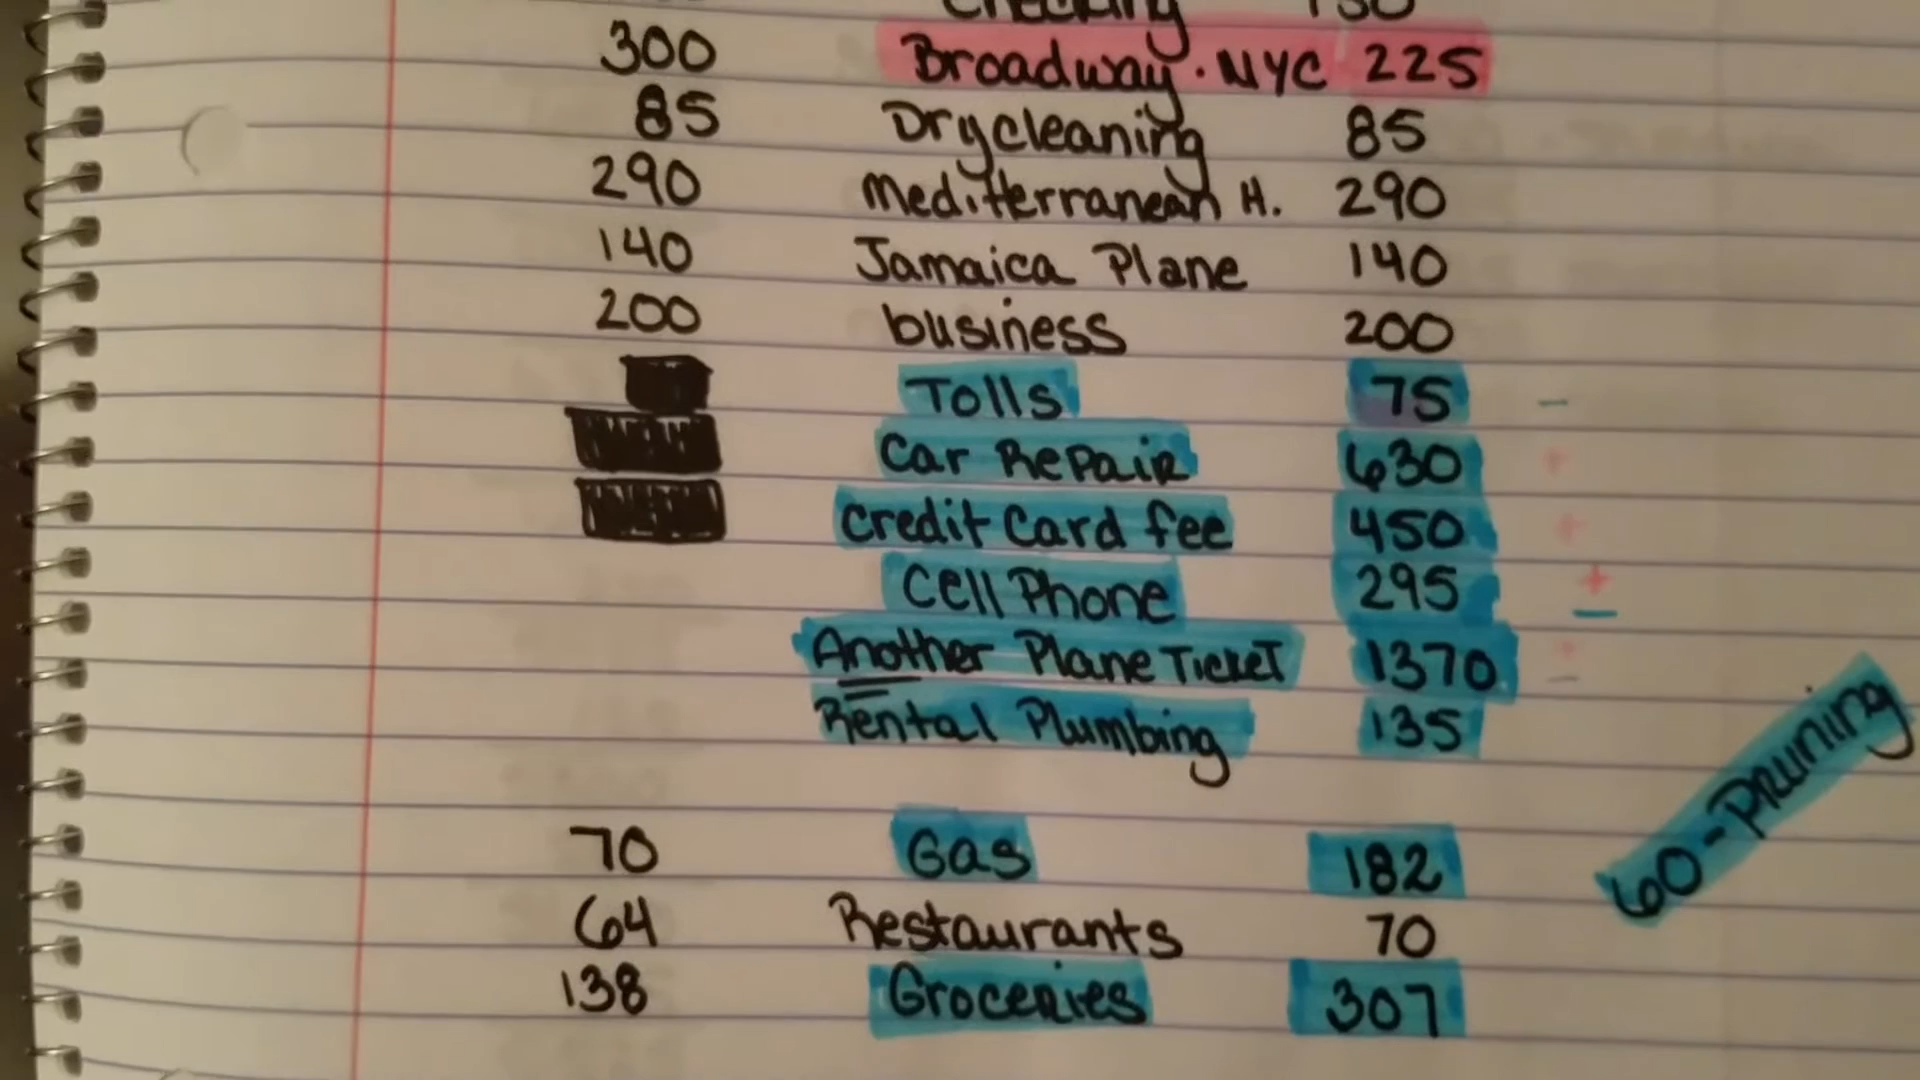 Checking 150
300 Broadway · NYC 225
85 Drycleaning 85
290 Mediterranean H. 290
140 Jamaica Plane 140
200 business 200
Tolls 75 -
Car Repair 630 +
Credit Card fee 450 +
Cell Phone 295 + -
Another Plane Ticket 1370 + -
Rental Plumbing 135
60-Pruning
70 Gas 182
64 Restaurants 70
138 Groceries 307